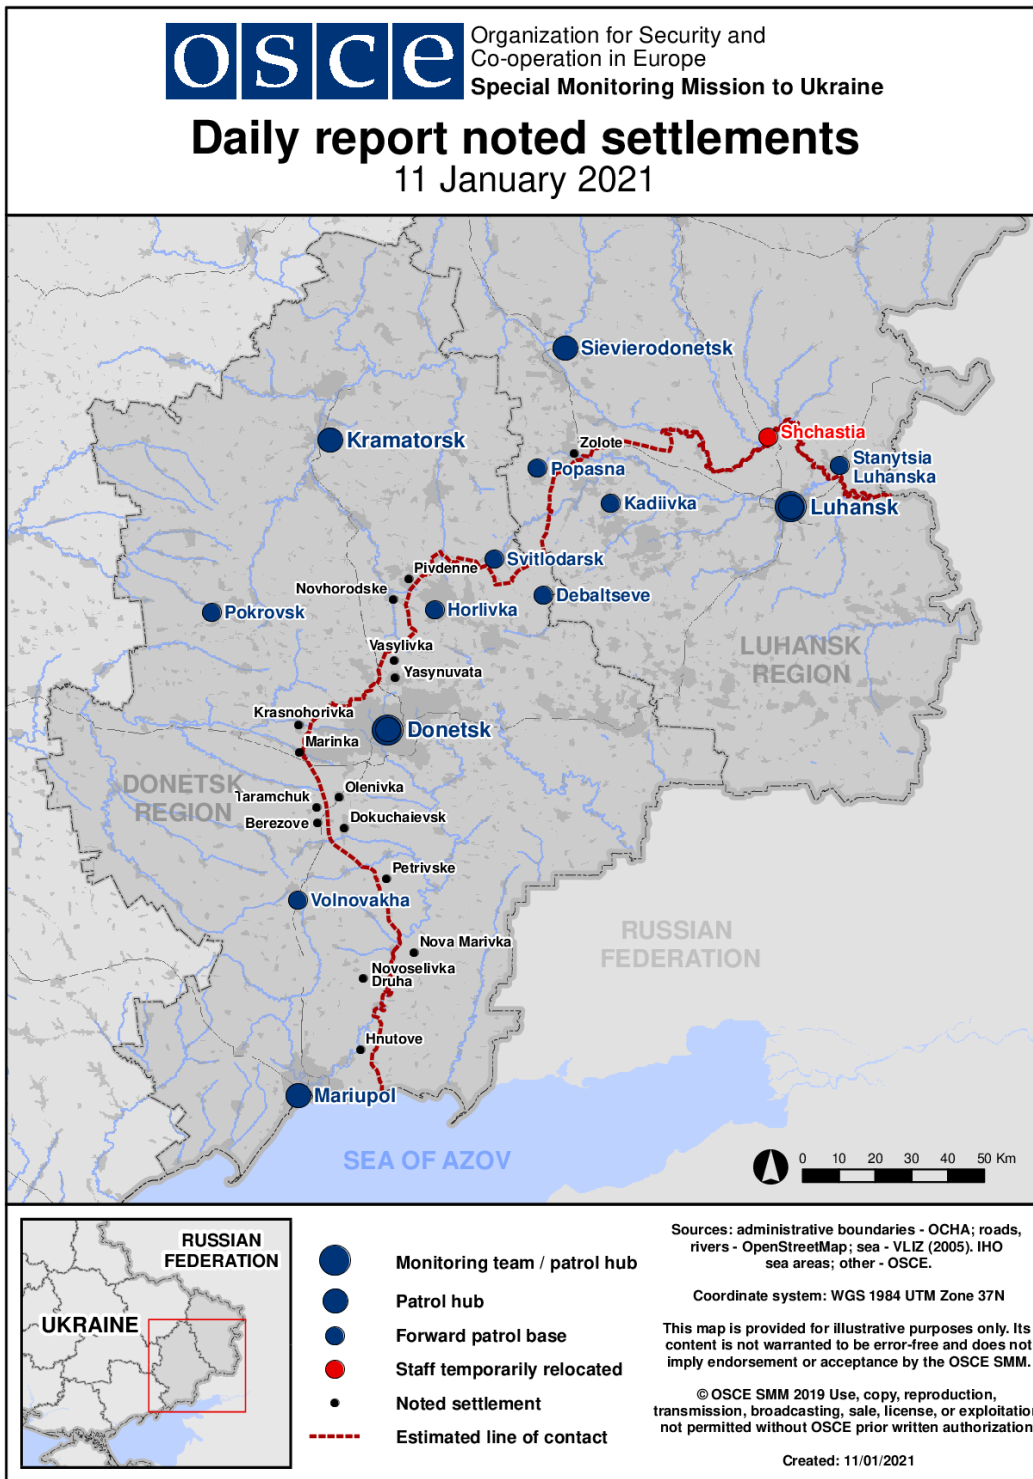 osce
Organization for Security and
Co-operation in Europe
Special Monitoring Mission to Ukraine
Daily report noted settlements
11 January 2021
Sievierodonetsk
Kramatorsk
Shchastia
Zolote
Popasna
Stanytsia
Luhanska
Kadiivka
Luhansk
Svitlodarsk
Pivdenne
Novhorodske
Debaltseve
Horlivka
Pokrovsk
LUHANSK
REGION
Vasylivka
Yasynuvata
Krasnohorivka
Donetsk
Marinka
DONETSK
REGION
Olenivka
Taramchuk
Berezove
Dokuchaievsk
Petrivske
Volnovakha
RUSSIAN
FEDERATION
Nova Marivka
Novoselivka
Druha
Hnutove
Mariupol
SEA OF AZOV
0 10 20 30 40 50 Km
RUSSIAN
FEDERATION
UKRAINE
Monitoring team / patrol hub
Patrol hub
Forward patrol base
Staff temporarily relocated
Noted settlement
Estimated line of contact
Sources: administrative boundaries - OCHA; roads,
rivers - OpenStreetMap; sea - VLIZ (2005). IHO
sea areas; other - OSCE.
Coordinate system: WGS 1984 UTM Zone 37N
This map is provided for illustrative purposes only. Its
content is not warranted to be error-free and does not
imply endorsement or acceptance by the OSCE SMM.
© OSCE SMM 2019 Use, copy, reproduction,
transmission, broadcasting, sale, license, or exploitation
not permitted without OSCE prior written authorization
Created: 11/01/2021